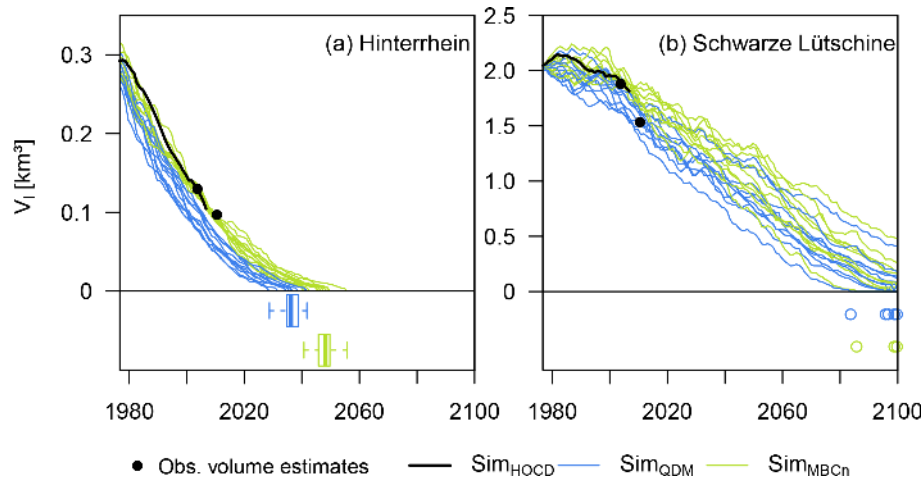 (a) Hinterrhein
(b) Schwarze Lütschine
V_I [km³]
0.3
0.2
0.1
0
2.5
2.0
1.5
1.0
0.5
0
1980 2020 2060 2100
1980 2020 2060 2100
Obs. volume estimates Sim_HOCD Sim_QDM Sim_MBCn